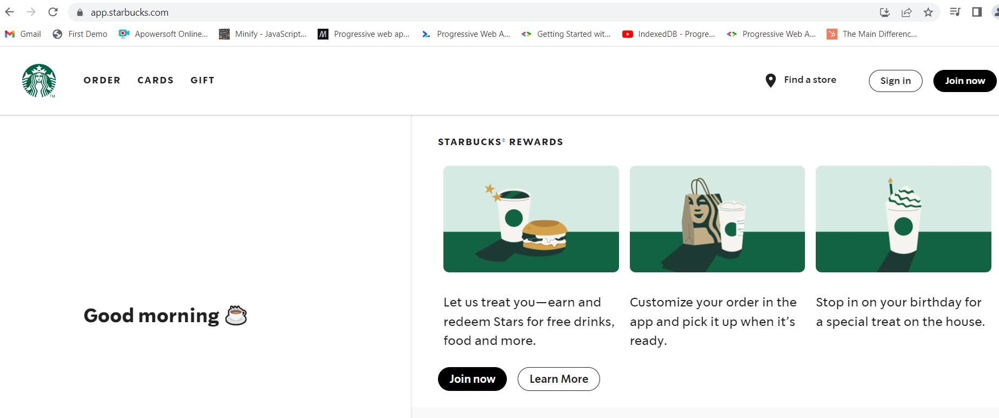 app.starbucks.com
Gmail First Demo Apowersoft Online... Minify - JavaScript... Progressive web ap... Progressive Web A... Getting Started wit... IndexedDB - Progre... Progressive Web A... The Main Differenc...
ORDER CARDS GIFT Find a store Sign in Join now
TM
STARBUCKS® REWARDS
Good morning
Let us treat you—earn and
redeem Stars for free drinks,
food and more.
Customize your order in the
app and pick it up when it’s
ready.
Stop in on your birthday for
a special treat on the house.
Join now Learn More